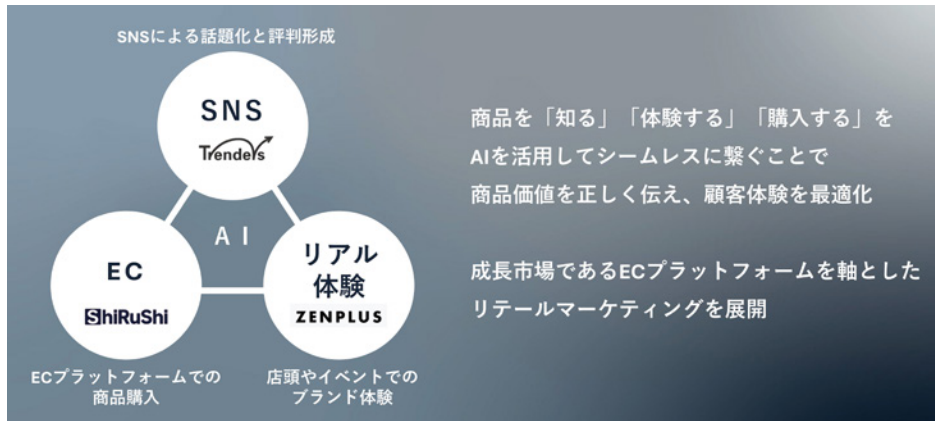 SNSによる話題化と評判形成
SNS
Trenders
AI
EC
ShiRuShi
リアル
体験
ZENPLUS
ECプラットフォームでの
商品購入
店頭やイベントでの
ブランド体験
商品を「知る」「体験する」「購入する」を
AIを活用してシームレスに繋ぐことで
商品価値を正しく伝え、顧客体験を最適化
成長市場であるECプラットフォームを軸とした
リテールマーケティングを展開